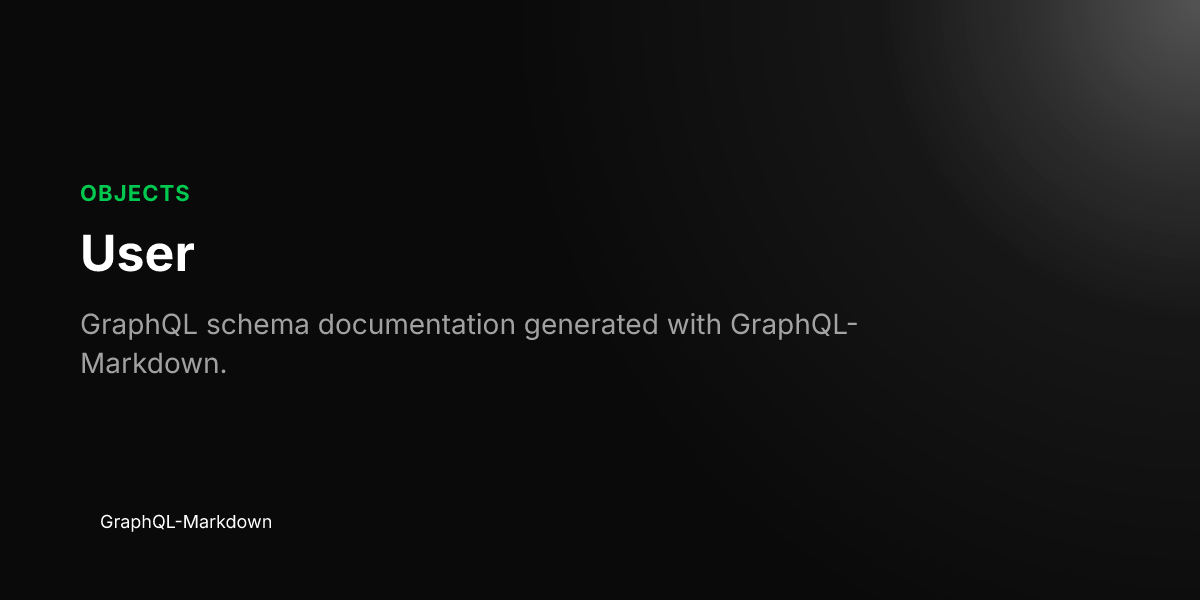 OBJECTS
User
GraphQL schema documentation generated with GraphQL-
Markdown.
GraphQL-Markdown